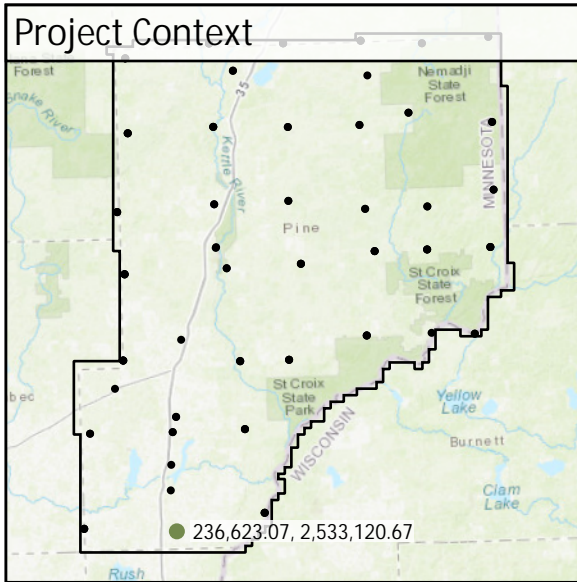 Project Context
Forest
Snake River
35
Nemadji
State
Forest
Kettle River
MINNESOTA
Pine
St Croix
State
Forest
St Croix
State
Park
Yellow
Lake
bec
WISCONSIN
Burnett
Clam
Lake
236,623.07, 2,533,120.67
Rush